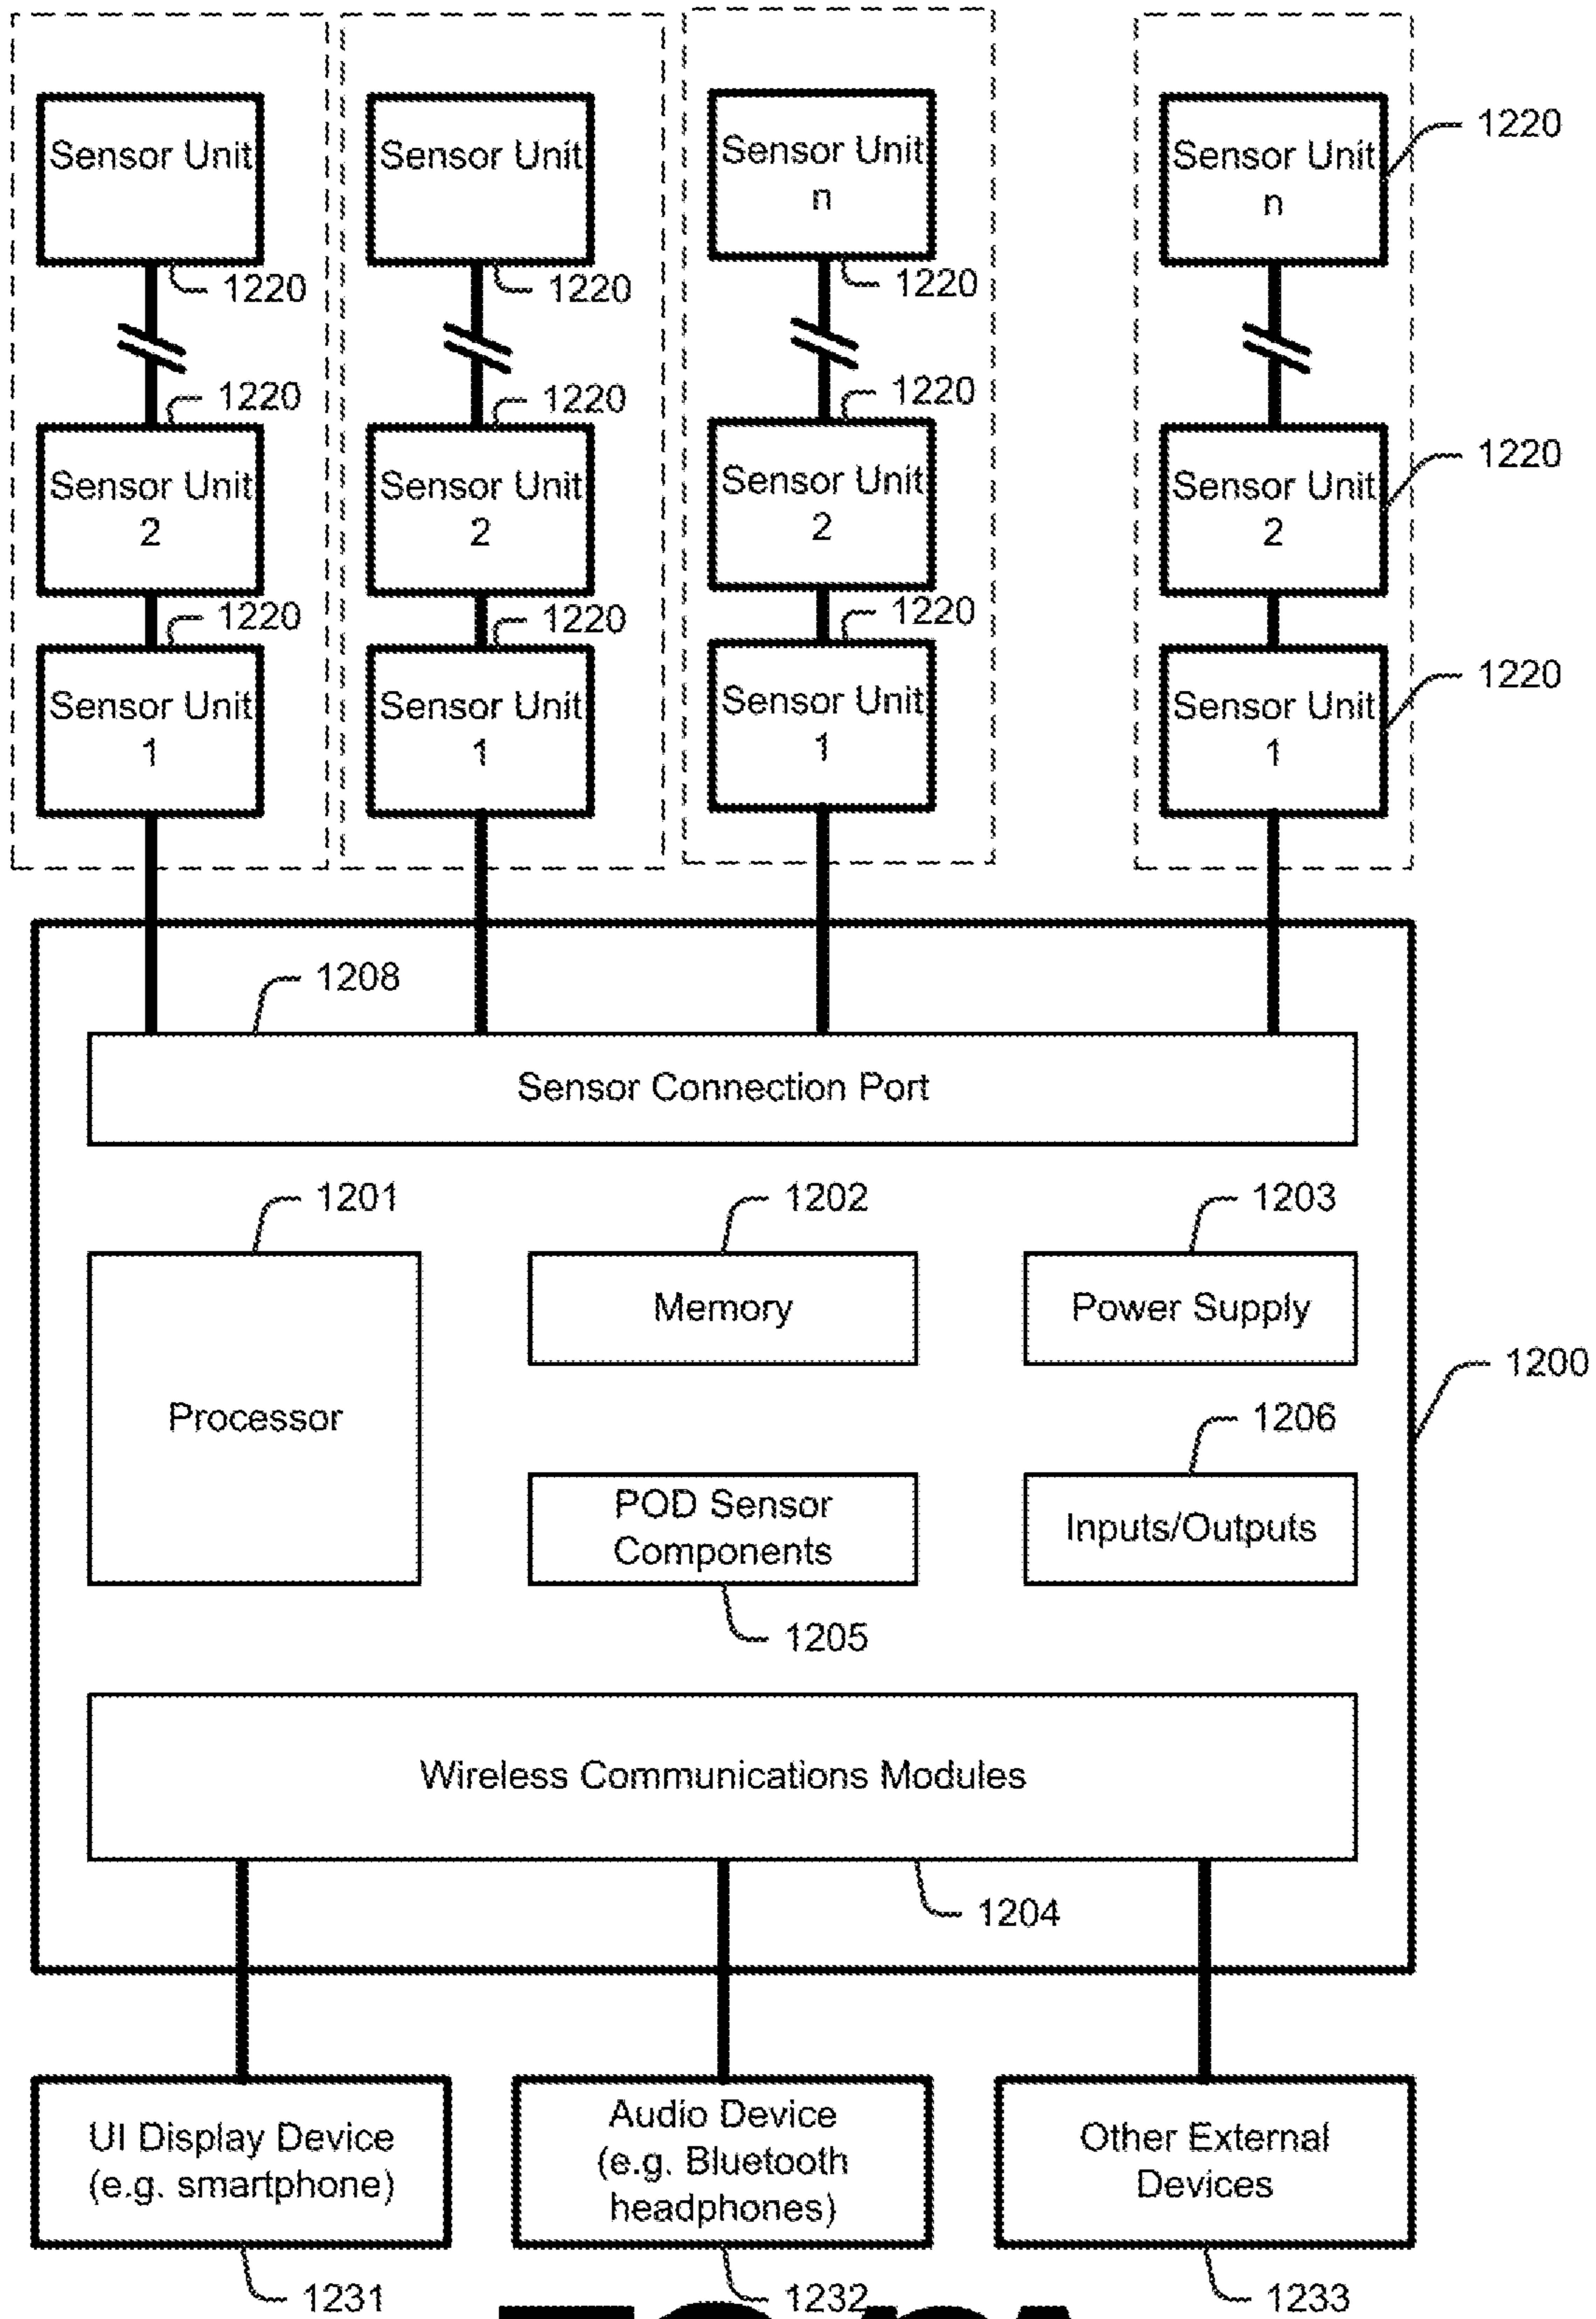 Sensor Unit
Sensor Unit
Sensor Unit
n
Sensor Unit
n
1220
1220
1220
1220
1220
1220
1220
Sensor Unit
2
Sensor Unit
2
Sensor Unit
2
Sensor Unit
2
1220
1220
1220
1220
Sensor Unit
1
Sensor Unit
1
Sensor Unit
1
Sensor Unit
1
1220
1208
Sensor Connection Port
1201
1202
1203
Processor
Memory
Power Supply
1200
1206
POD Sensor
Components
Inputs/Outputs
1205
Wireless Communications Modules
1204
UI Display Device
(e.g. smartphone)
Audio Device
(e.g. Bluetooth
headphones)
Other External
Devices
1231
1232
1233